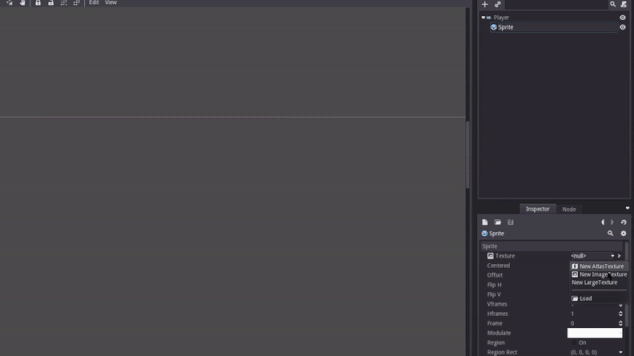 Edit View
Player
Sprite
Inspector Node
Sprite
Sprite
Texture <null>
Centered
New AtlasTexture
Offset
New ImageTexture
Flip H
New LargeTexture
Flip V
Load
Vframes
Hframes 1
Frame 0
Modulate
Region On
Region Rect (0, 0, 0, 0)